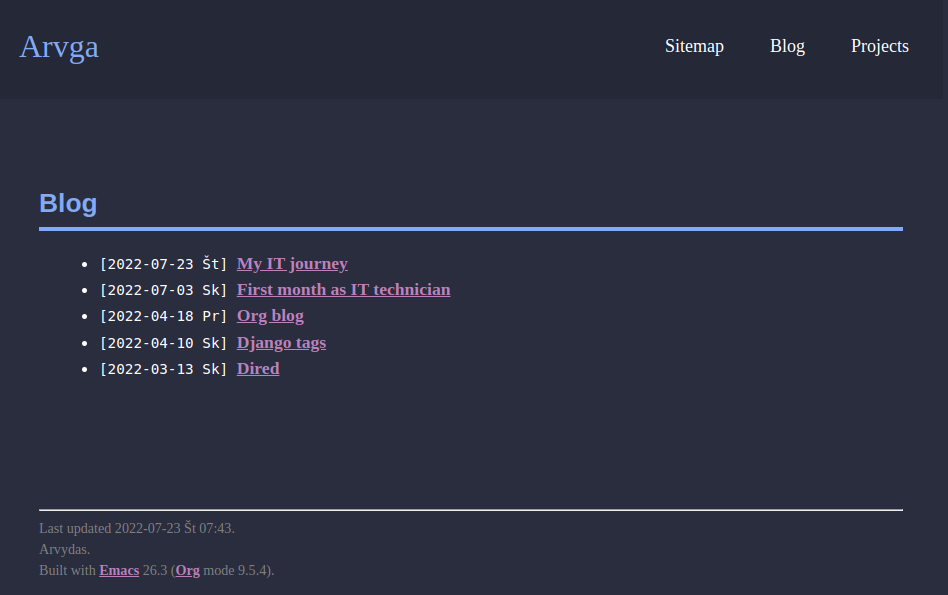 Arvga
Sitemap Blog Projects
Blog
• [2022-07-23 Št] My IT journey
• [2022-07-03 Sk] First month as IT technician
• [2022-04-18 Pr] Org blog
• [2022-04-10 Sk] Django tags
• [2022-03-13 Sk] Dired
Last updated 2022-07-23 Št 07:43.
Arvydas.
Built with Emacs 26.3 (Org mode 9.5.4).